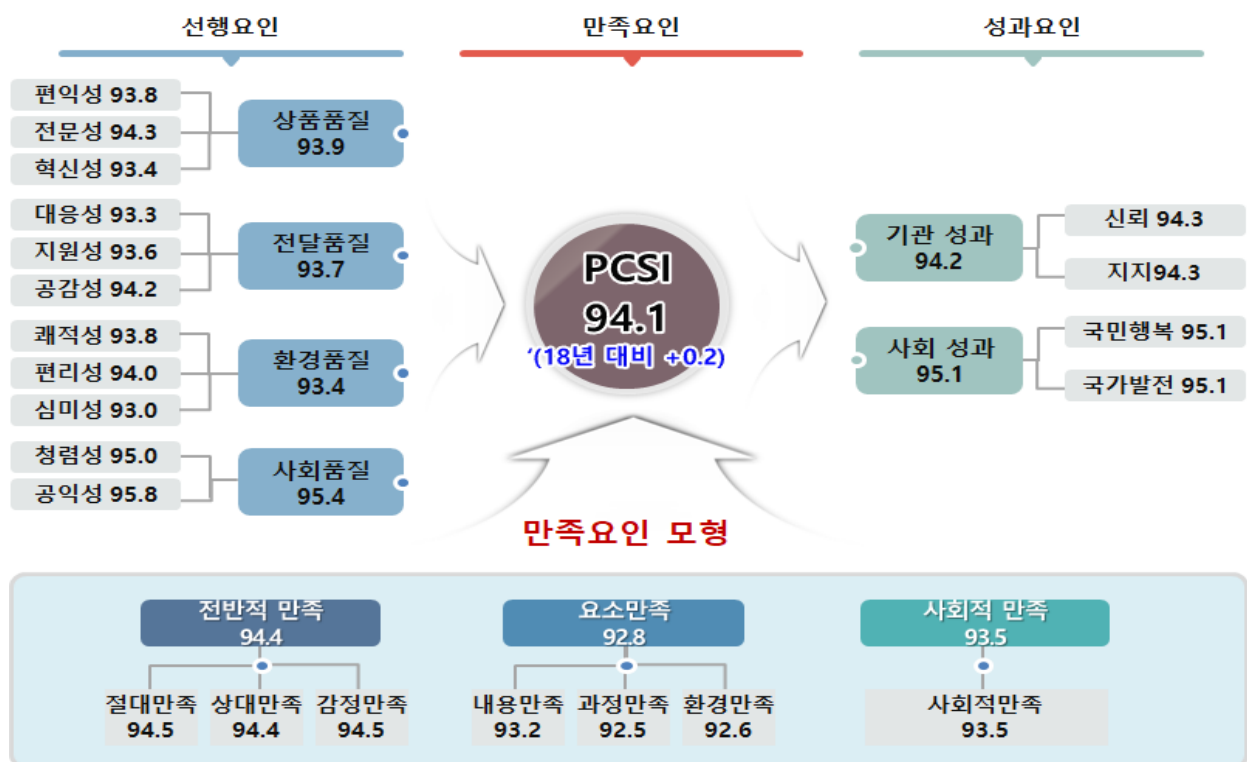 선행요인
만족요인
성과요인
편익성 93.8
전문성 94.3
혁신성 93.4
상품품질
93.9
대응성 93.3
지원성 93.6
공감성 94.2
전달품질
93.7
쾌적성 93.8
편리성 94.0
심미성 93.0
환경품질
93.4
청렴성 95.0
공익성 95.8
사회품질
95.4
PCSI
94.1
‘(18년 대비 +0.2)
기관 성과
94.2
신뢰 94.3
지지94.3
사회 성과
95.1
국민행복 95.1
국가발전 95.1
만족요인 모형
전반적 만족
94.4
절대만족
94.5
상대만족
94.4
감정만족
94.5
요소만족
92.8
내용만족
93.2
과정만족
92.5
환경만족
92.6
사회적 만족
93.5
사회적만족
93.5